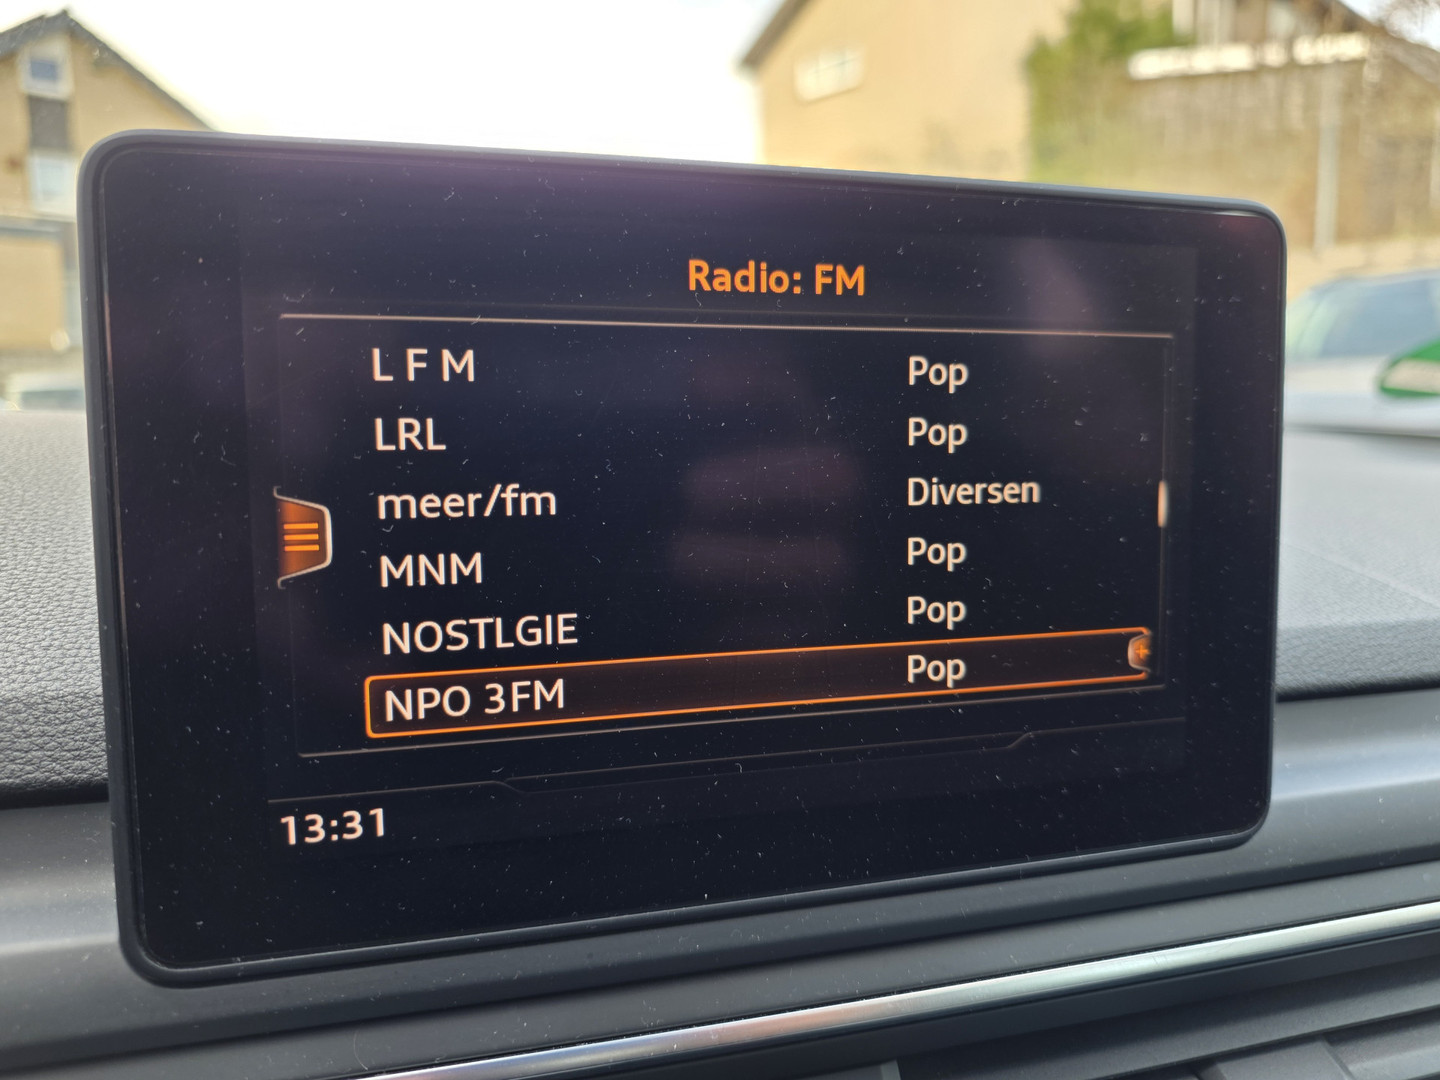 Radio: FM
L F M Pop
LRL Pop
meer/fm Diversen
MNM Pop
NOSTLGIE Pop
NPO 3FM Pop
13:31